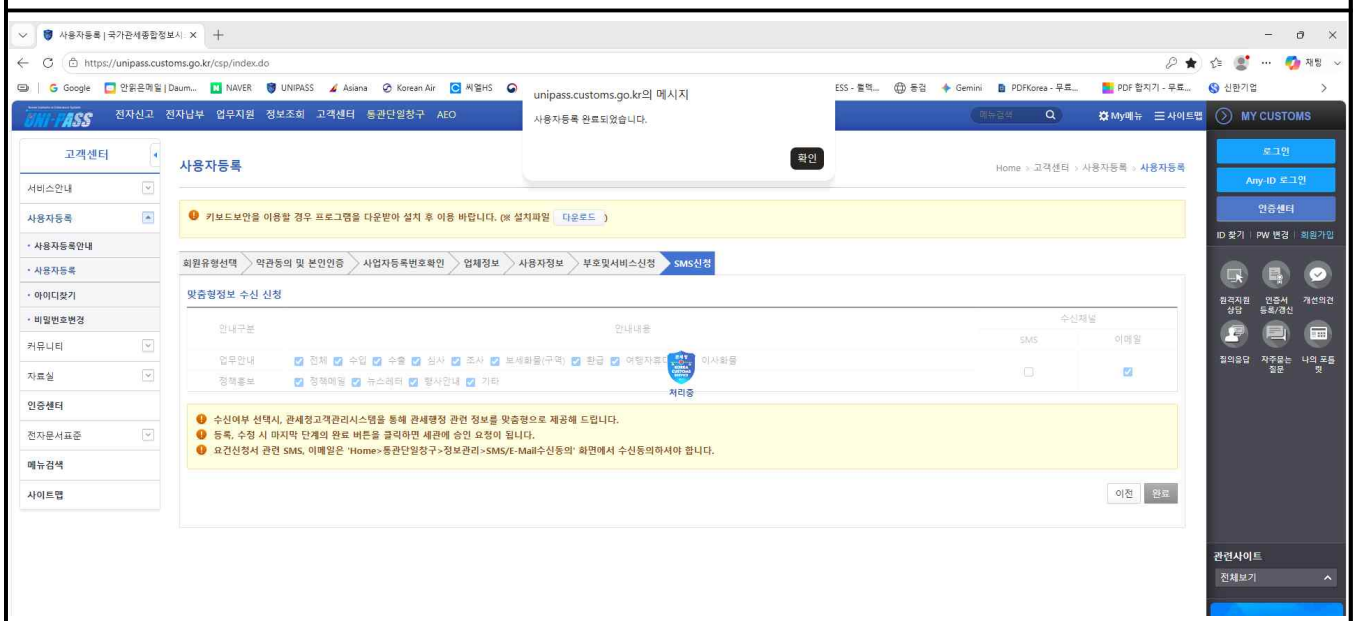 사용자등록 | 국가관세종합정보시
https://unipass.customs.go.kr/csp/index.do
Google 안읽은메일 | Daum... NAVER UNIPASS Asiana Korean Air 씨엘HS ESS - 헬멕... 동검 Gemini PDFKorea - 무료... PDF 합치기 - 무료... 신한기업
채팅
unipass.customs.go.kr의 메시지
사용자등록 완료되었습니다.
확인
UNI-PASS 전자신고 전자납부 업무지원 정보조회 고객센터 통관단일창구 AEO 메뉴검색 My메뉴 사이트맵 MY CUSTOMS
고객센터
서비스안내
사용자등록
· 사용자등록안내
· 사용자등록
· 아이디찾기
· 비밀번호변경
커뮤니티
자료실
인증센터
전자문서표준
메뉴검색
사이트맵
사용자등록
Home > 고객센터 > 사용자등록 > 사용자등록
키보드보안을 이용할 경우 프로그램을 다운받아 설치 후 이용 바랍니다. (※ 설치파일 다운로드 )
회원유형선택 약관동의 및 본인인증 사업자등록번호확인 업체정보 사용자정보 부호및서비스신청 SMS신청
맞춤형정보 수신 신청
안내구분 안내내용 수신채널
SMS 이메일
업무안내 전체 수입 수출 심사 조사 보세화물(구역) 환급 여행자휴대 이사화물
정책홍보 정책메일 뉴스레터 행사안내 기타
처리중
수신여부 선택시, 관세청고객관리시스템을 통해 관세행정 관련 정보를 맞춤형으로 제공해 드립니다.
등록, 수정 시 마지막 단계의 완료 버튼을 클릭하면 세관에 승인 요청이 됩니다.
요건신청서 관련 SMS, 이메일은 'Home>통관단일창구>정보관리>SMS/E-Mail수신동의' 화면에서 수신동의하셔야 합니다.
이전 완료
로그인
Any-ID 로그인
인증센터
ID 찾기 | PW 변경 | 회원가입
원격지원 상담
인증서 등록/갱신
개선의견
질의응답
자주묻는 질문
나의 포틀릿
관련사이트
전체보기